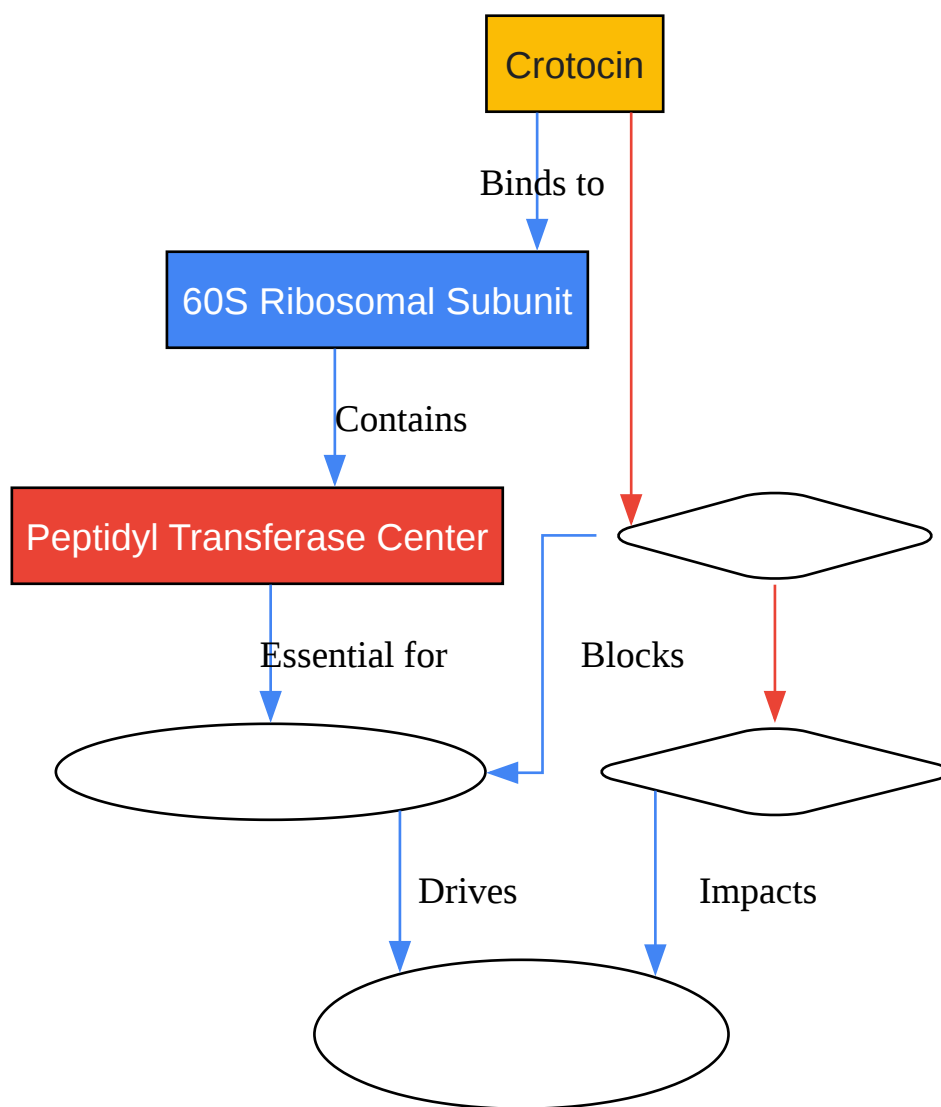 Crotocin
Binds to
60S Ribosomal Subunit
Contains
Peptidyl Transferase Center
Essential for
Blocks
Drives
Impacts